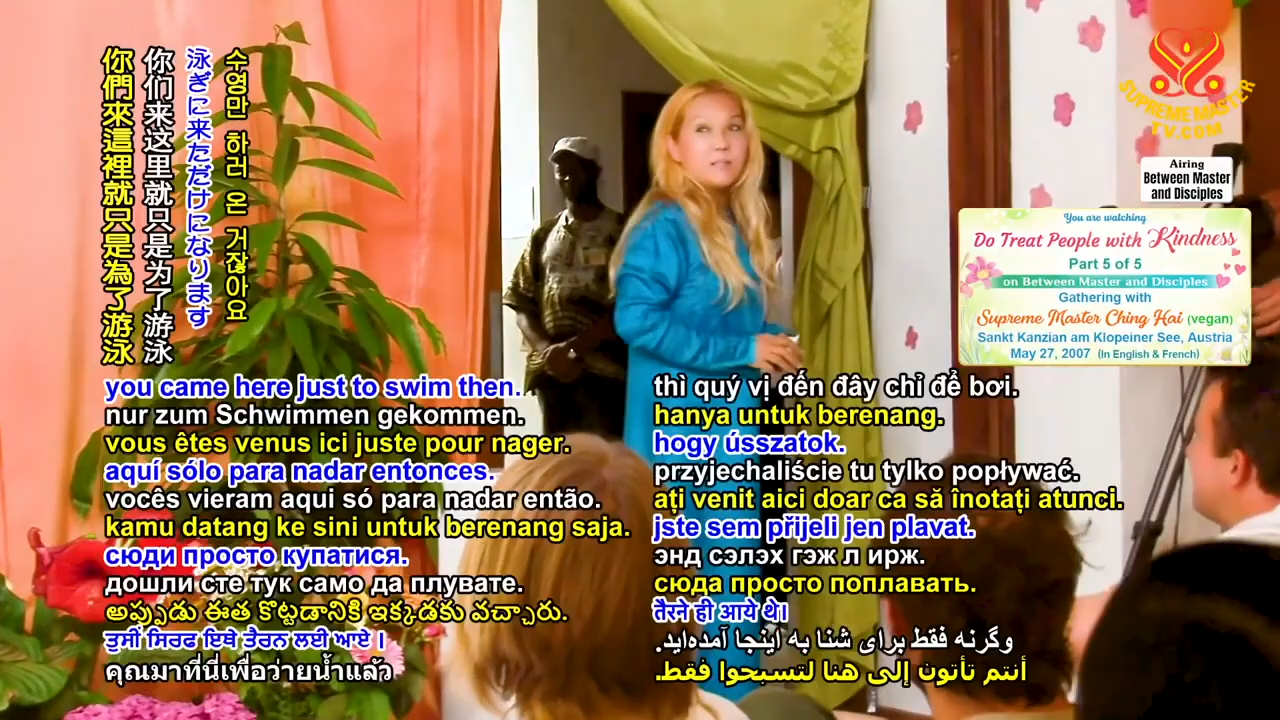 你們來這裡就只是為了游泳
你们来这里就只是为了游泳
泳ぎに来ただけになります
수영만 하러 온 거잖아요
SUPREMEMASTER
TV.COM
Airing
Between Master
and Disciples
You are watching
Do Treat People with Kindness
Part 5 of 5
on Between Master and Disciples
Gathering with
Supreme Master Ching Hai (vegan)
Sankt Kanzian am Klopeiner See, Austria
May 27, 2007 (In English & French)
you came here just to swim then.
nur zum Schwimmen gekommen.
vous êtes venus ici juste pour nager.
aquí sólo para nadar entonces.
vocês vieram aqui só para nadar então.
kamu datang ke sini untuk berenang saja.
сюди просто купатися.
дошли сте тук само да плувате.
అప్పుడు ఈత కొట్టడానికి ఇక్కడకు వచ్చారు.
ਤੁਸੀਂ ਸਿਰਫ ਇਥੇ ਤੈਰਨ ਲਈ ਆਏ।
คุณมาที่นี่เพื่อว่ายน้ำแล้ว
thì quý vị đến đây chỉ để bơi.
hanya untuk berenang.
hogy ússzatok.
przyjechaliście tu tylko popływać.
ați venit aici doar ca să înotați atunci.
jste sem přijeli jen plavat.
энд сэлэх гэж л ирж.
сюда просто поплавать.
तैरने ही आये थे।
وگرنه فقط برای شنا به اینجا آمده‌اید.
أنتم تأتون إلى هنا لتسبحوا فقط.